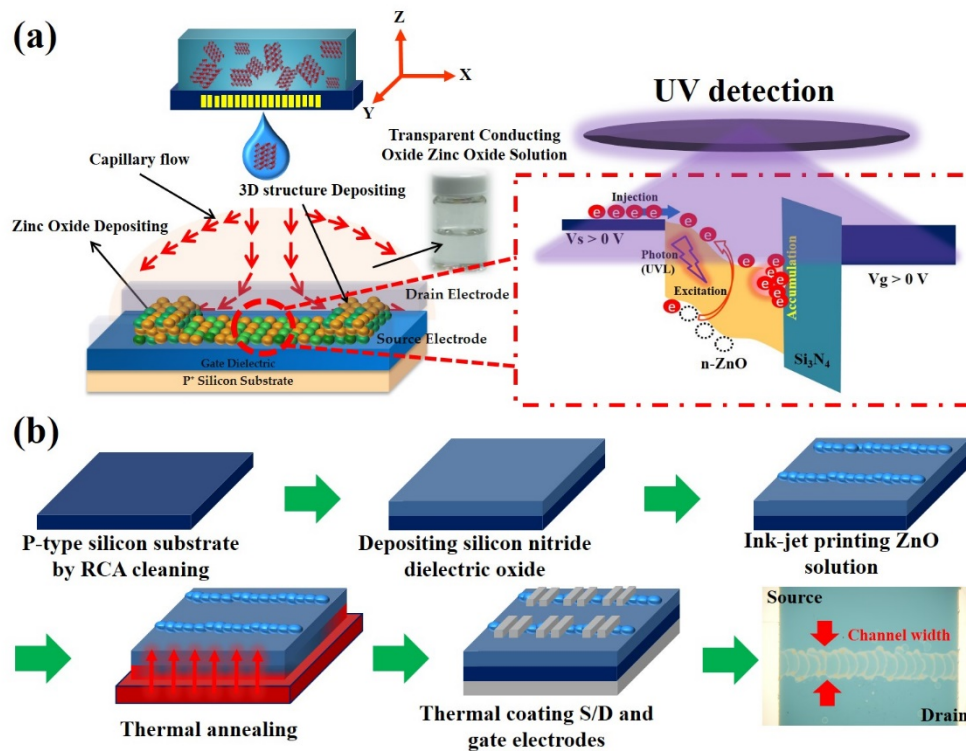 (a)
Z
X
Y
Capillary flow
Zinc Oxide Depositing
3D structure Depositing
Transparent Conducting
Oxide Zinc Oxide Solution
Drain Electrode
Source Electrode
Gate Dielectric
P⁺ Silicon Substrate
UV detection
Injection
e e e e e
Vs > 0 V
e
e
Photon
(UVL)
Excitation
e
e
e
e
e
e
e
e
Accumulation
Vg > 0 V
n-ZnO
Si₃N₄
(b)
P-type silicon substrate
by RCA cleaning
Depositing silicon nitride
dielectric oxide
Ink-jet printing ZnO
solution
Thermal annealing
Thermal coating S/D and
gate electrodes
Source
Channel width
Drain